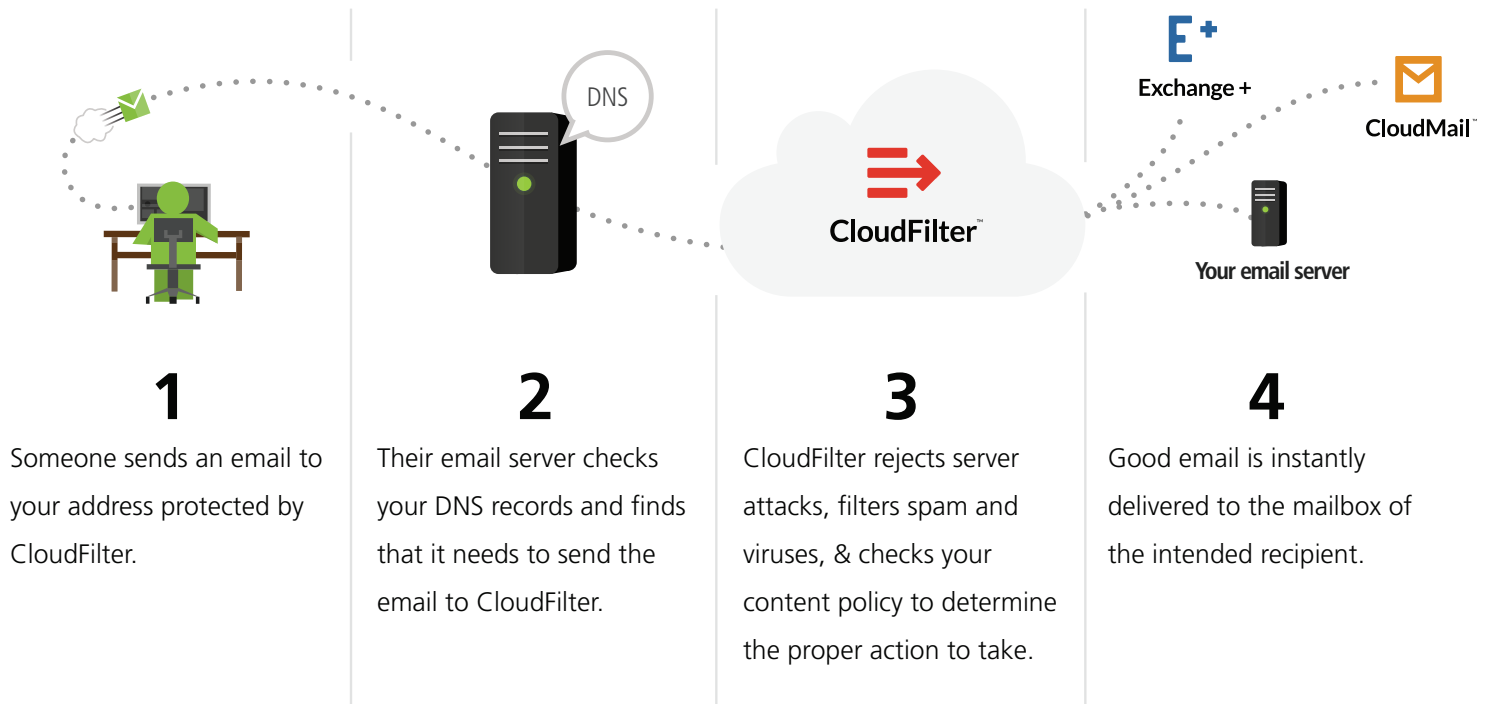 DNS
CloudFilter™
E+
Exchange +
CloudMail™
Your email server
1
Someone sends an email to
your address protected by
CloudFilter.
2
Their email server checks
your DNS records and finds
that it needs to send the
email to CloudFilter.
3
CloudFilter rejects server
attacks, filters spam and
viruses, & checks your
content policy to determine
the proper action to take.
4
Good email is instantly
delivered to the mailbox of
the intended recipient.